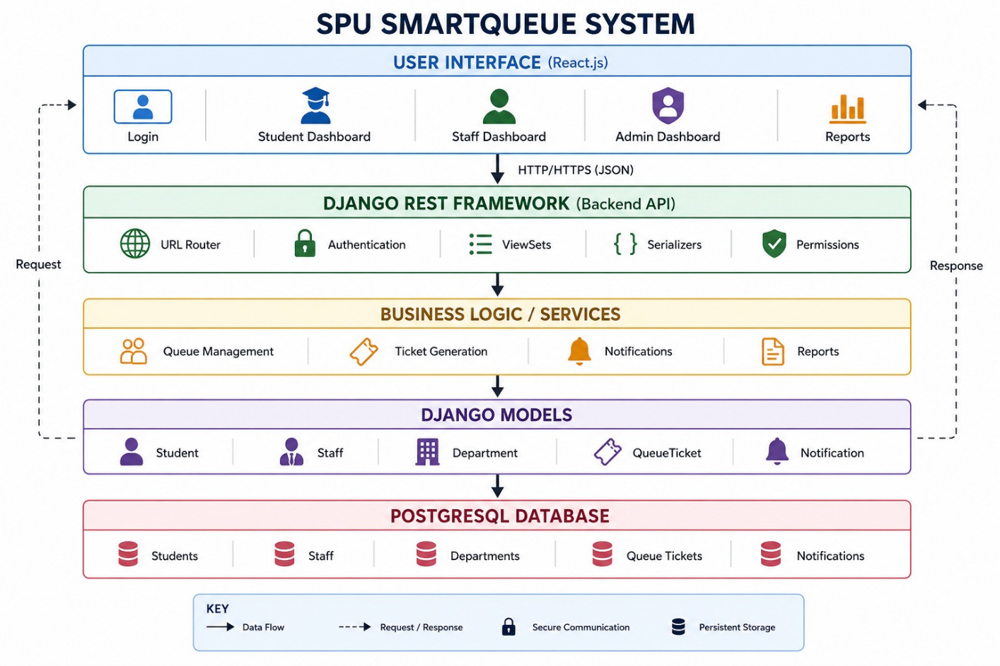 SPU SMARTQUEUE SYSTEM
USER INTERFACE (React.js)
Login
Student Dashboard
Staff Dashboard
Admin Dashboard
Reports
HTTP/HTTPS (JSON)
DJANGO REST FRAMEWORK (Backend API)
URL Router
Authentication
ViewSets
Serializers
Permissions
Request
Response
BUSINESS LOGIC / SERVICES
Queue Management
Ticket Generation
Notifications
Reports
DJANGO MODELS
Student
Staff
Department
QueueTicket
Notification
POSTGRESQL DATABASE
Students
Staff
Departments
Queue Tickets
Notifications
KEY
Data Flow
Request / Response
Secure Communication
Persistent Storage